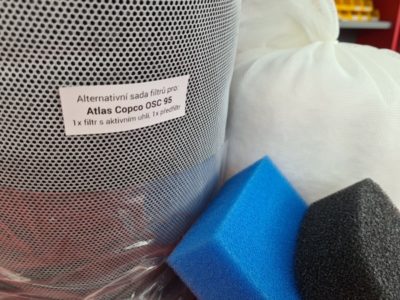 Alternativní sada filtrů pro:
Atlas Copco OSC 95
1x filtr s aktivním uhlí, 1x předfiltr